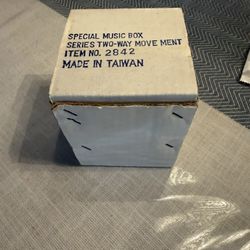 SPECIAL MUSIC BOX
SERIES TWO-WAY MOVE MENT
ITEM NO. 2842
MADE IN TAIWAN